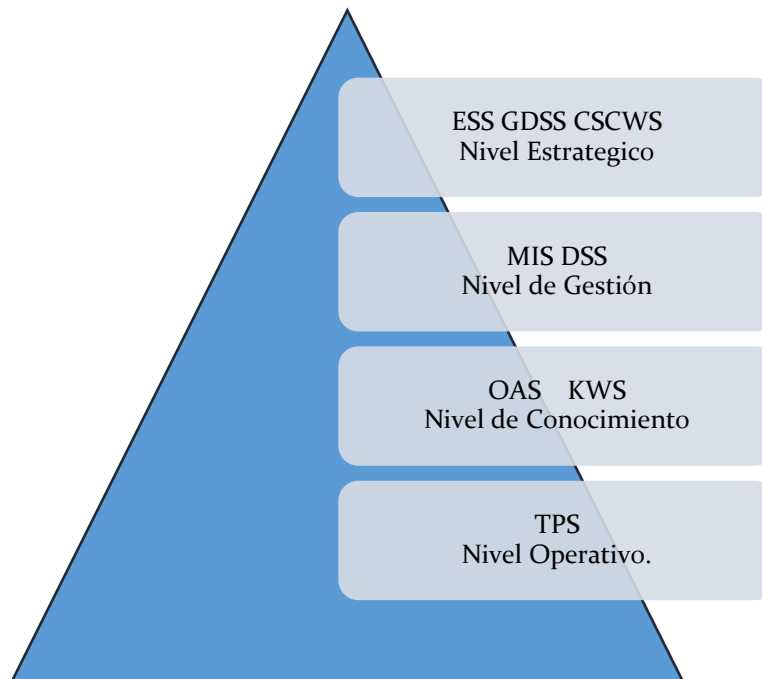 ESS GDSS CSCWS
Nivel Estrategico
MIS DSS
Nivel de Gestión
OAS KWS
Nivel de Conocimiento
TPS
Nivel Operativo.